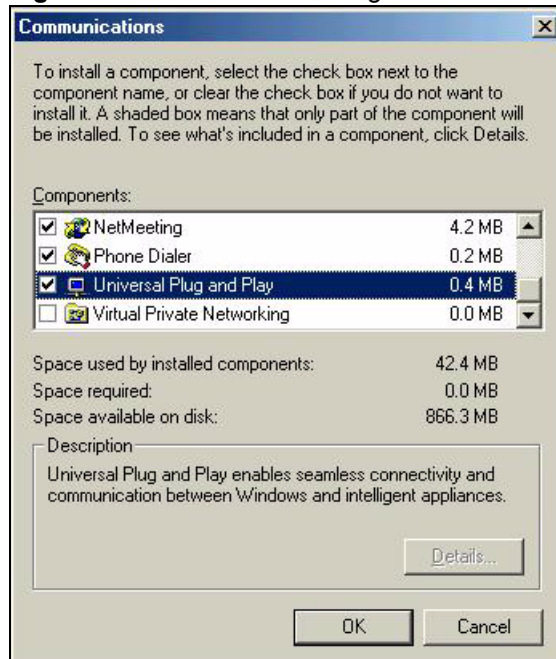 Communications
To install a component, select the check box next to the
component name, or clear the check box if you do not want to
install it. A shaded box means that only part of the component will
be installed. To see what's included in a component, click Details.
Components:
NetMeeting 4.2 MB
Phone Dialer 0.2 MB
Universal Plug and Play 0.4 MB
Virtual Private Networking 0.0 MB
Space used by installed components: 42.4 MB
Space required: 0.0 MB
Space available on disk: 866.3 MB
Description
Universal Plug and Play enables seamless connectivity and
communication between Windows and intelligent appliances.
Details...
OK Cancel